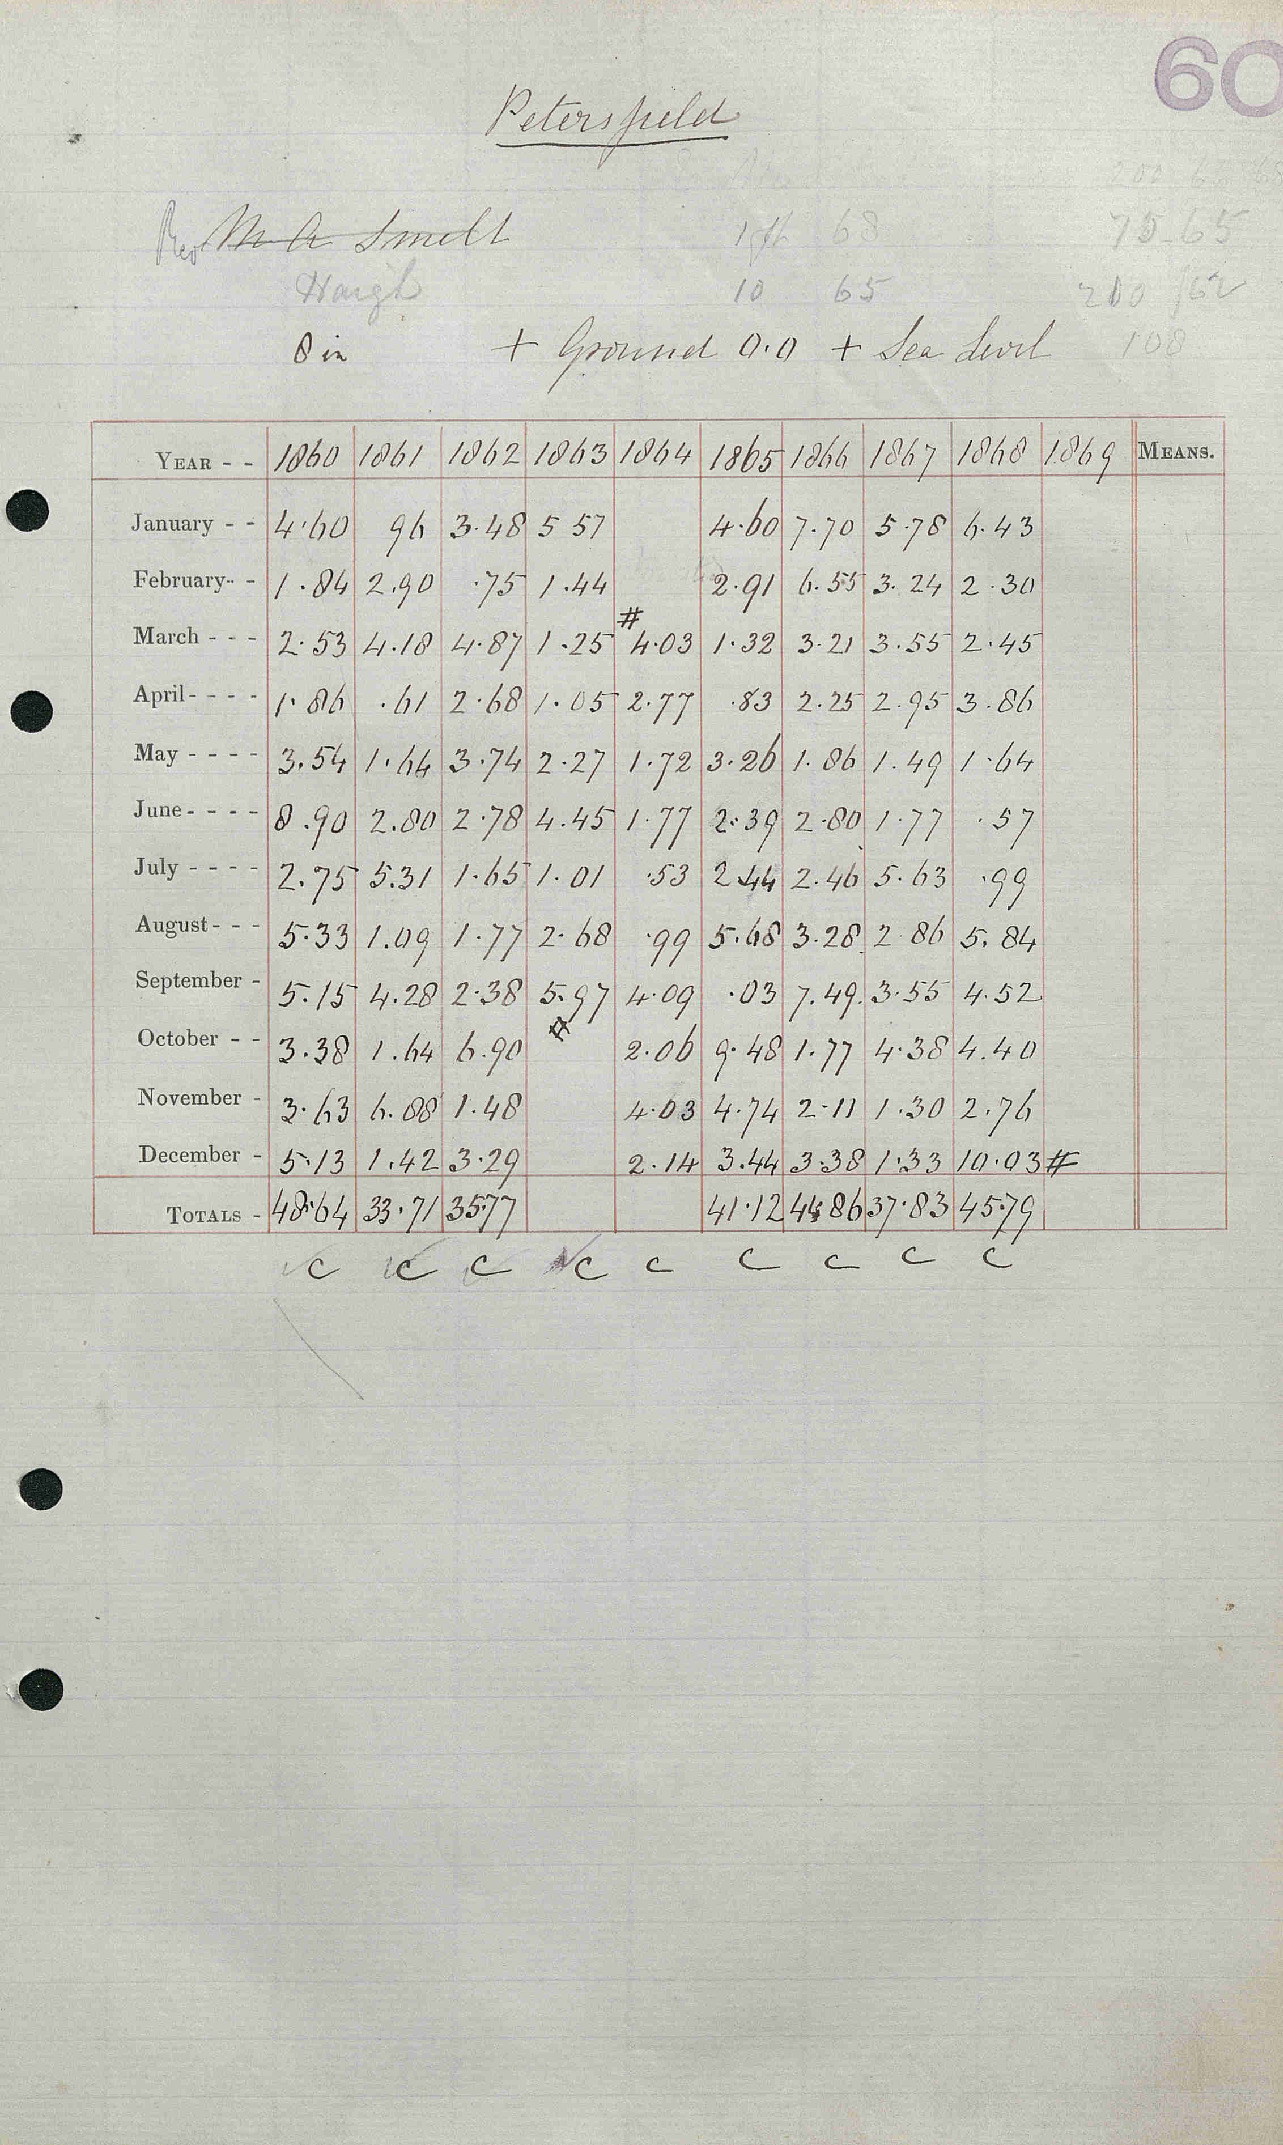 60
Petersfield
200 62 68
Rev M A Smelt 1 ft 68 75.65
Haigh 10 65 200 /62
8 in + Ground 0.0 + Sea Level 108
YEAR - - 1860 1861 1862 1863 1864 1865 1866 1867 1868 1869 MEANS.
January - - 4.60 96 3.48 5 57 4.60 7.70 5.78 6.43
February - - 1.84 2.90 .75 1.44 2.91 6.55 3.24 2.30
March - - - 2.53 4.18 4.87 1.25 # 4.03 1.32 3.21 3.55 2.45
April - - - - 1.86 .61 2.68 1.05 2.77 .83 2.25 2.95 3.86
May - - - - 3.54 1.64 3.74 2.27 1.72 3.26 1.86 1.49 1.64
June - - - - 8.90 2.80 2.78 4.45 1.77 2.39 2.80 1.77 .57
July - - - - 2.75 5.31 1.65 1.01 .53 2.44 2.46 5.63 .99
August - - - 5.33 1.09 1.77 2.68 .99 5.68 3.28 2.86 5.84
September - 5.15 4.28 2.38 5.97 4.09 .03 7.49 3.55 4.52
October - - 3.38 1.64 6.90 # 2.06 9.48 1.77 4.38 4.40
November - 3.63 6.88 1.48 4.03 4.74 2.11 1.30 2.76
December - 5.13 1.42 3.29 2.14 3.44 3.38 1.33 10.03 #
TOTALS - 48.64 33.71 35.77 41.12 44.86 37.83 45.79
C C C C C C C C C